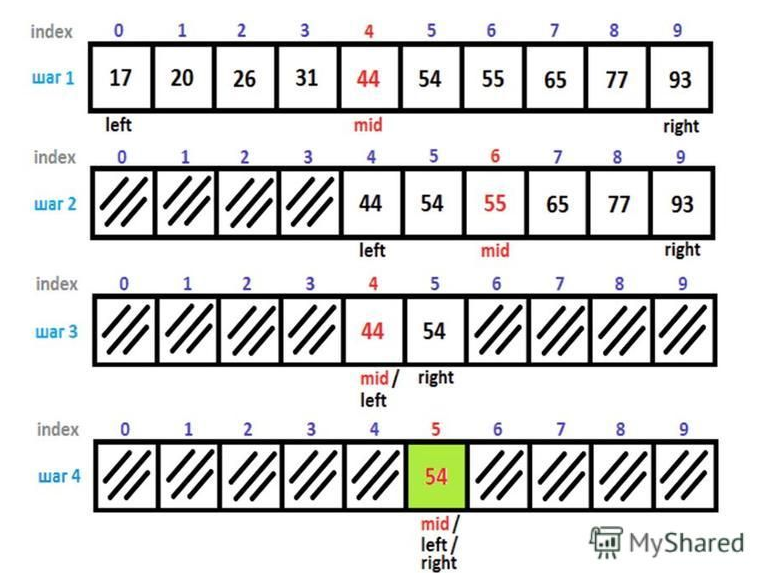 index 0 1 2 3 4 5 6 7 8 9
шаг 1 17 20 26 31 44 54 55 65 77 93
left mid right
index 0 1 2 3 4 5 6 7 8 9
шаг 2 44 54 55 65 77 93
left mid right
index 0 1 2 3 4 5 6 7 8 9
шаг 3 44 54
mid / right
left
index 0 1 2 3 4 5 6 7 8 9
шаг 4 54
mid /
left /
right
MyShared